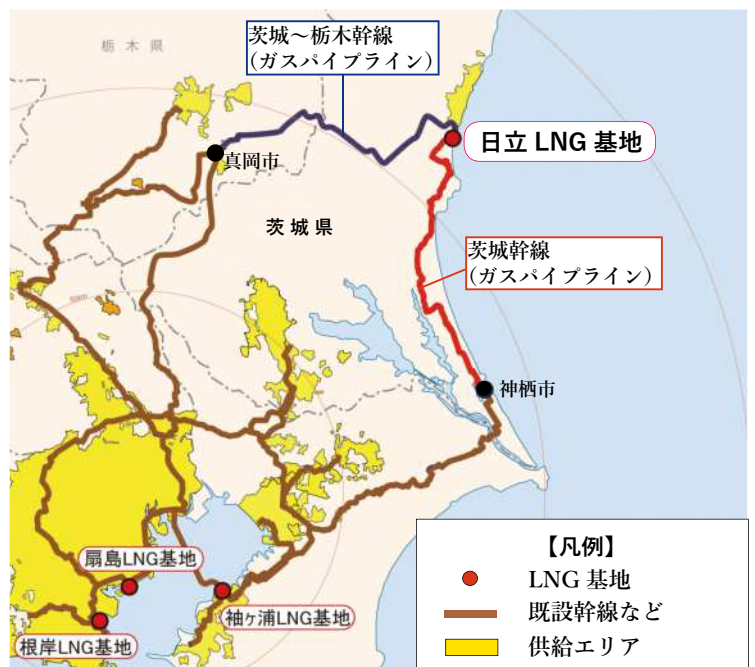 栃木県
茨城〜栃木幹線
（ガスパイプライン）
日立 LNG 基地
真岡市
茨城県
茨城幹線
（ガスパイプライン）
神栖市
扇島LNG基地
袖ヶ浦LNG基地
根岸LNG基地
【凡例】
LNG 基地
既設幹線など
供給エリア